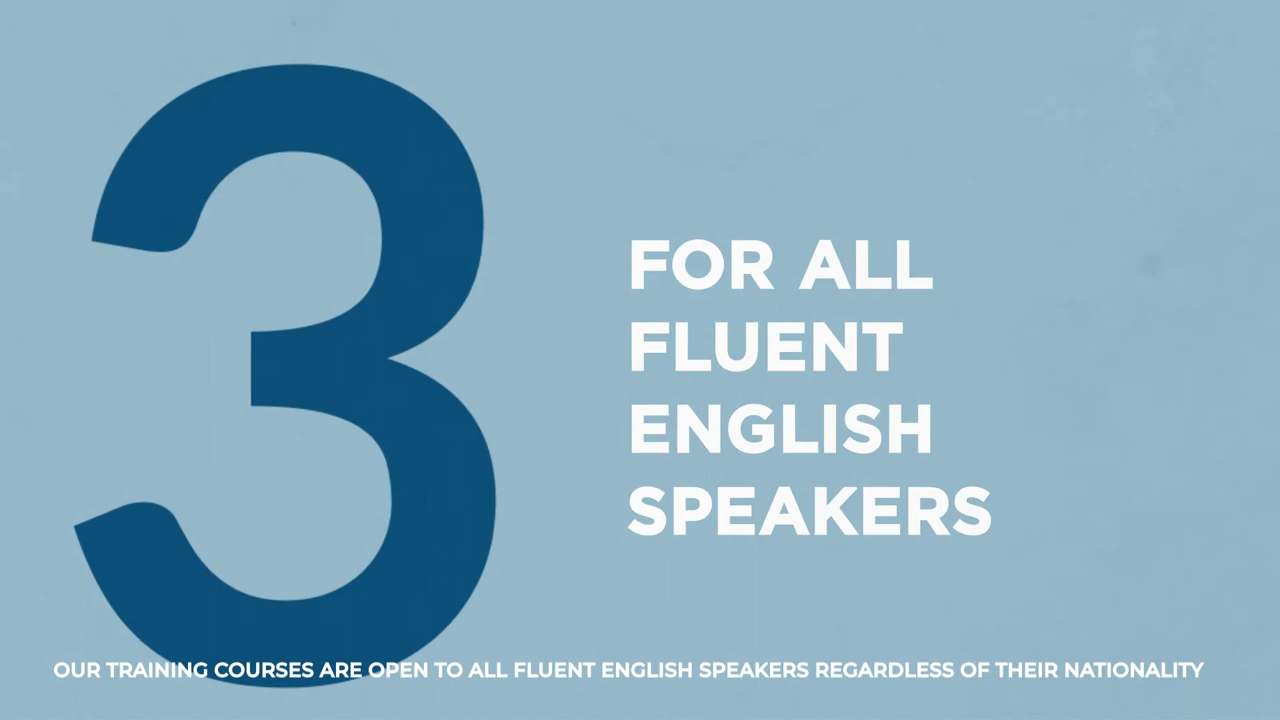 3
FOR ALL
FLUENT
ENGLISH
SPEAKERS
OUR TRAINING COURSES ARE OPEN TO ALL FLUENT ENGLISH SPEAKERS REGARDLESS OF THEIR NATIONALITY